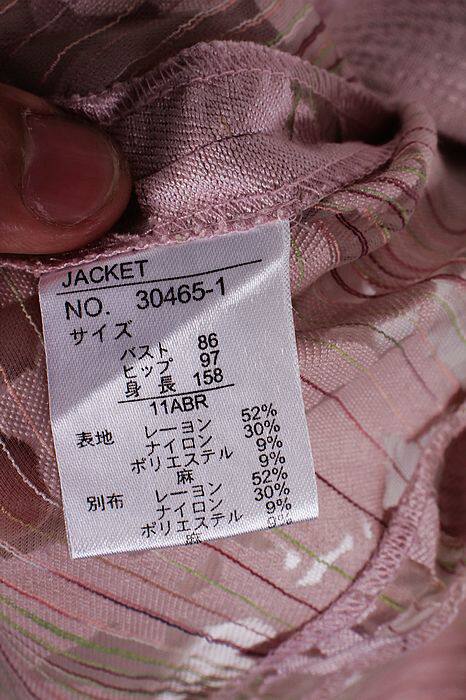 JACKET
NO. 30465-1
サイズ
バスト 86
ヒップ 97
身長 158
11ABR
表地 レーヨン 52%
ナイロン 30%
ポリエステル 9%
麻 9%
別布 レーヨン 52%
ナイロン 30%
ポリエステル 9%
麻 9%